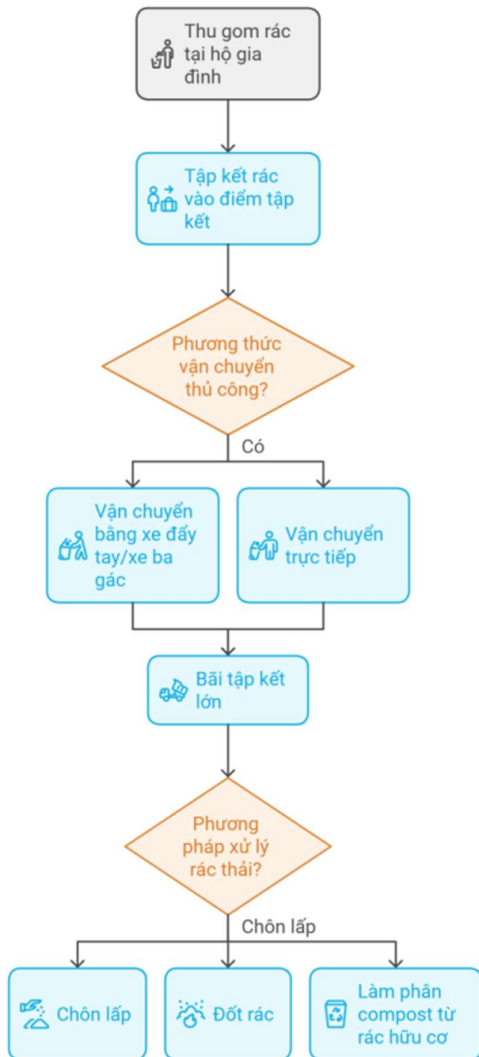 Thu gom rác
tại hộ gia
đình
Tập kết rác
vào điểm tập
kết
Phương thức
vận chuyển
thủ công?
Có
Vận chuyển
bằng xe đẩy
tay/xe ba
gác
Vận chuyển
trực tiếp
Bãi tập kết
lớn
Phương
pháp xử lý
rác thải?
Chôn lấp
Chôn lấp
Đốt rác
Làm phân
compost từ
rác hữu cơ